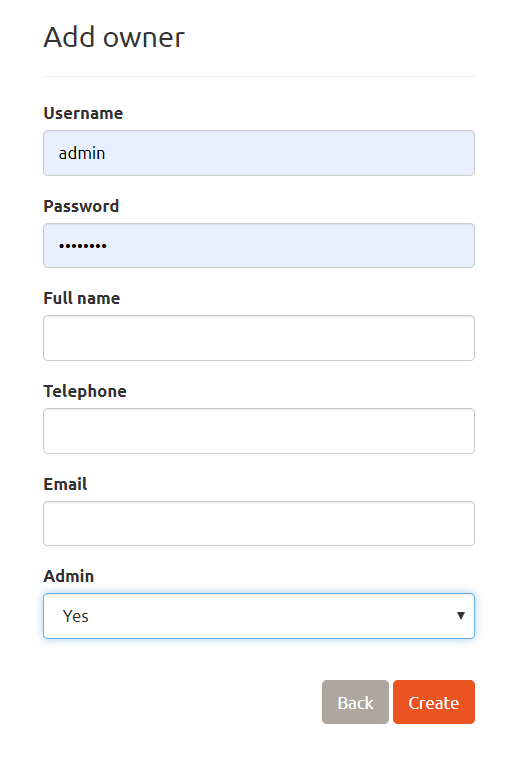 Add owner
Username
admin
Password
••••••••
Full name
Telephone
Email
Admin
Yes
Back Create